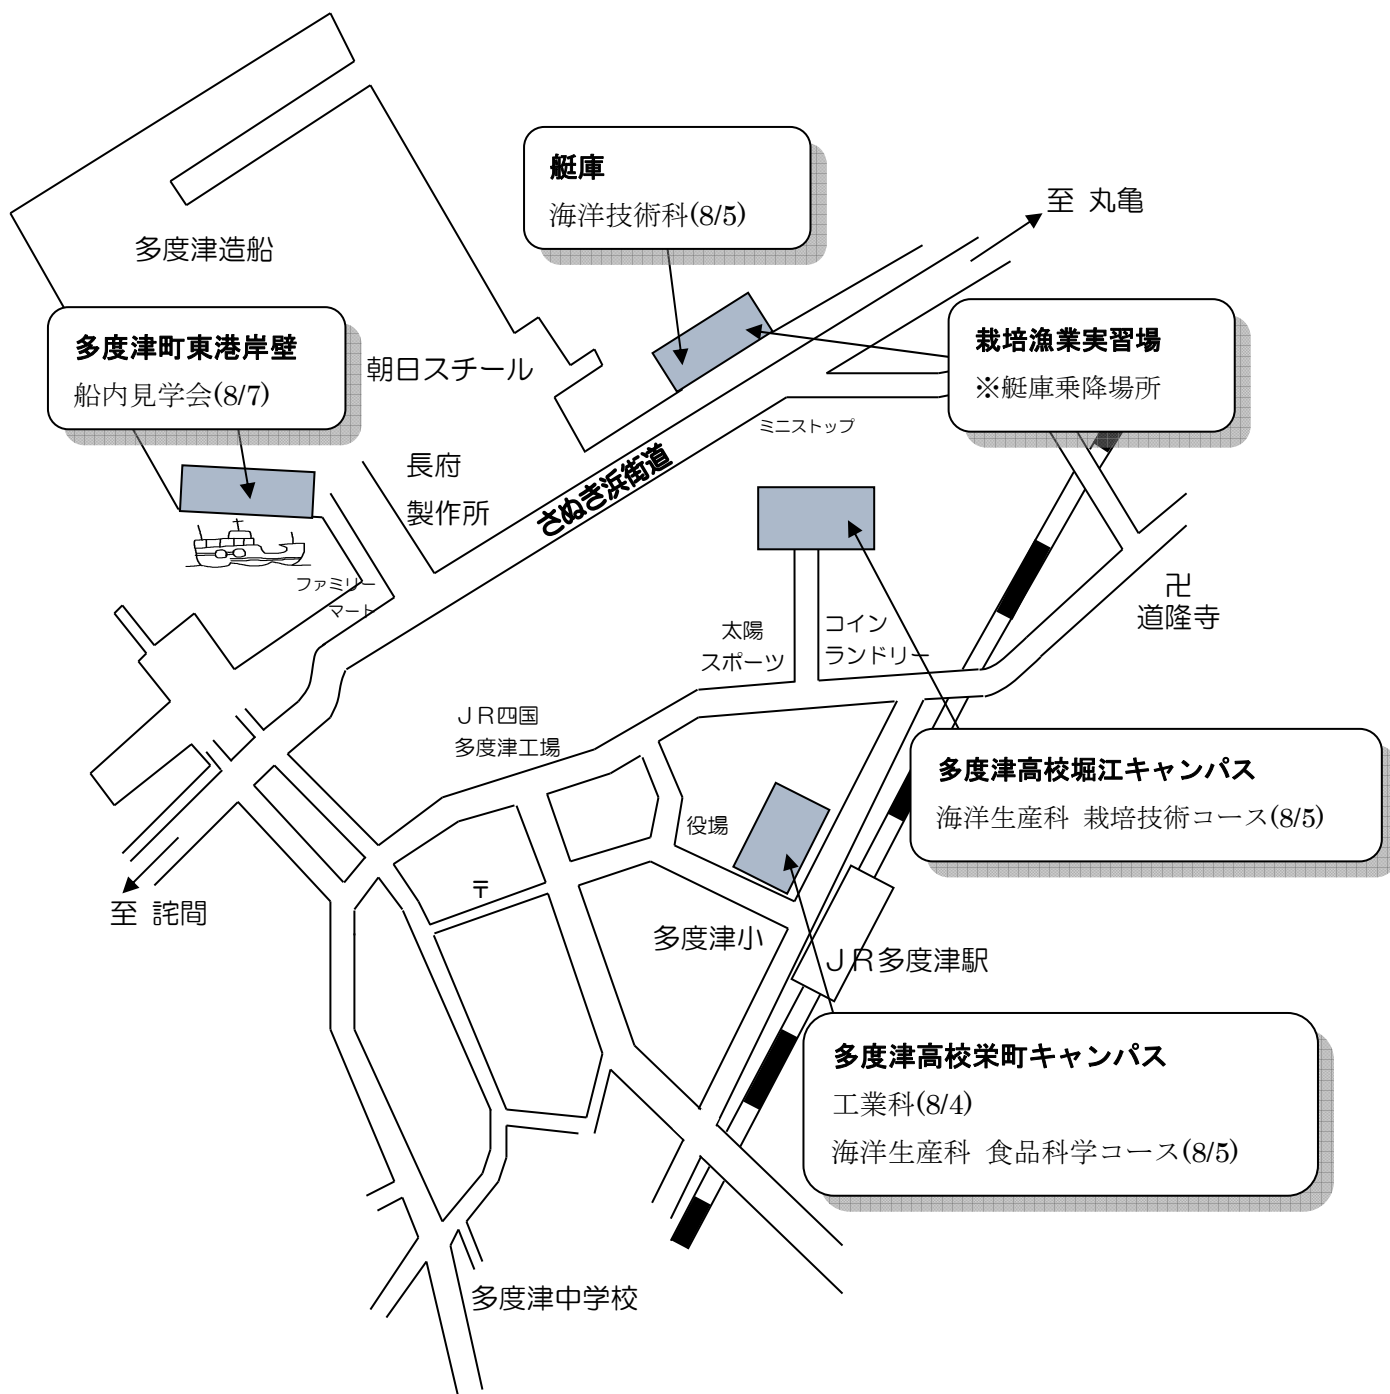 艇庫
海洋技術科(8/5)
至 丸亀
多度津造船
多度津町東港岸壁
船内見学会(8/7)
朝日スチール
栽培漁業実習場
※艇庫乗降場所
ミニストップ
長府
製作所
さぬき浜街道
ファミリー
マート
卍
道隆寺
太陽
スポーツ
コイン
ランドリー
JR四国
多度津工場
多度津高校堀江キャンパス
海洋生産科 栽培技術コース(8/5)
役場
〒
至 詫間
多度津小
JR多度津駅
多度津高校栄町キャンパス
工業科(8/4)
海洋生産科 食品科学コース(8/5)
多度津中学校